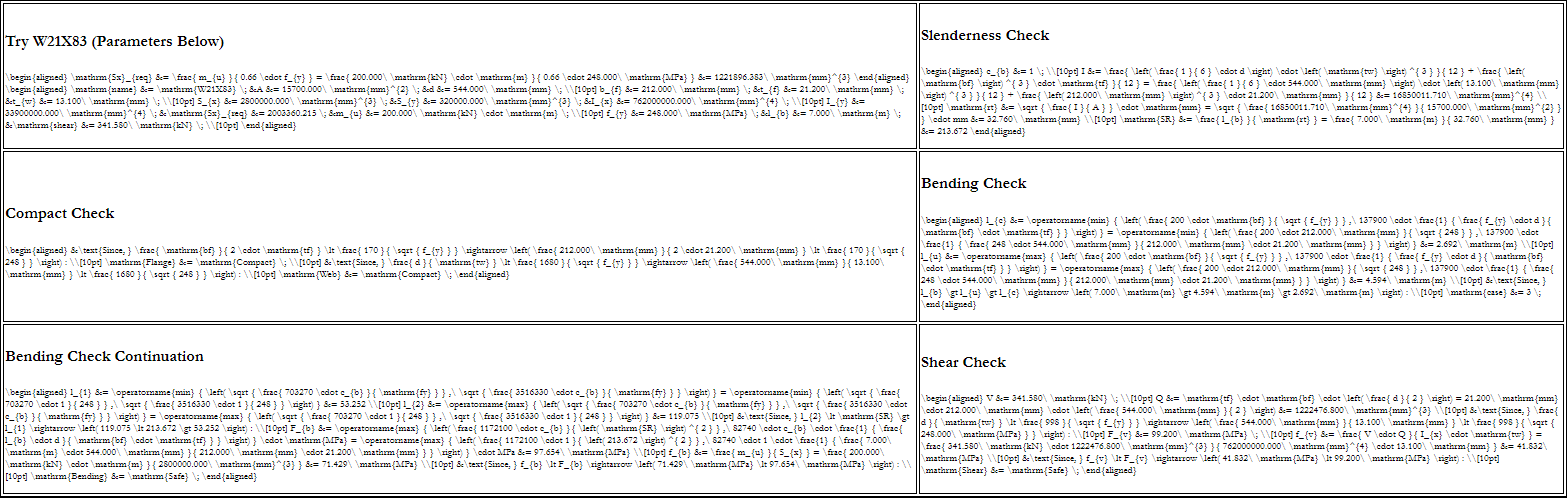 Try W21X83 (Parameters Below)
\begin{aligned} \mathrm{Sx}_{req} &= \frac{ m_{u} }{ 0.66 \cdot f_{y} } = \frac{ 200.000\ \mathrm{kN} \cdot \mathrm{m} }{ 0.66 \cdot 248.000\ \mathrm{MPa} } &= 1221896.383\ \mathrm{mm}^{3} \end{aligned}
\begin{aligned} \mathrm{name} &= \mathrm{W21X83} \; &A &= 15700.000\ \mathrm{mm}^{2} \; &d &= 544.000\ \mathrm{mm} \; \\[10pt] b_{f} &= 212.000\ \mathrm{mm} \; &t_{f} &= 21.200\ \mathrm{mm} \;
&t_{w} &= 13.100\ \mathrm{mm} \; \\[10pt] S_{x} &= 2800000.000\ \mathrm{mm}^{3} \; &S_{y} &= 320000.000\ \mathrm{mm}^{3} \; &I_{x} &= 762000000.000\ \mathrm{mm}^{4} \; \\[10pt] I_{y} &=
33900000.000\ \mathrm{mm}^{4} \; &\mathrm{Sx}_{req} &= 2003360.215 \; &m_{u} &= 200.000\ \mathrm{kN} \cdot \mathrm{m} \; \\[10pt] f_{y} &= 248.000\ \mathrm{MPa} \; &l_{b} &= 7.000\ \mathrm{m} \;
&\mathrm{shear} &= 341.580\ \mathrm{kN} \; \\[10pt] \end{aligned}
Slenderness Check
\begin{aligned} c_{b} &= 1 \; \\[10pt] I &= \frac{ \left( \frac{ 1 }{ 6 } \cdot d \right) \cdot \left( \mathrm{tw} \right) ^{ 3 } }{ 12 } + \frac{ \left(
\mathrm{bf} \right) ^{ 3 } \cdot \mathrm{tf} }{ 12 } = \frac{ \left( \frac{ 1 }{ 6 } \cdot 544.000\ \mathrm{mm} \right) \cdot \left( 13.100\ \mathrm{mm}
\right) ^{ 3 } }{ 12 } + \frac{ \left( 212.000\ \mathrm{mm} \right) ^{ 3 } \cdot 21.200\ \mathrm{mm} }{ 12 } &= 16850011.710\ \mathrm{mm}^{4} \\
[10pt] \mathrm{rt} &= \sqrt { \frac{ I }{ A } } \cdot \mathrm{mm} = \sqrt { \frac{ 16850011.710\ \mathrm{mm}^{4} }{ 15700.000\ \mathrm{mm}^{2} }
} \cdot mm &= 32.760\ \mathrm{mm} \\[10pt] \mathrm{SR} &= \frac{ l_{b} }{ \mathrm{rt} } = \frac{ 7.000\ \mathrm{m} }{ 32.760\ \mathrm{mm} }
&= 213.672 \end{aligned}
Compact Check
\begin{aligned} &\text{Since, } \frac{ \mathrm{bf} }{ 2 \cdot \mathrm{tf} } \lt \frac{ 170 }{ \sqrt { f_{y} } } \rightarrow \left( \frac{ 212.000\ \mathrm{mm} }{ 2 \cdot 21.200\ \mathrm{mm} } \lt \frac{ 170 }{ \sqrt {
248 } } \right) : \\[10pt] \mathrm{Flange} &= \mathrm{Compact} \; \\[10pt] &\text{Since, } \frac{ d }{ \mathrm{tw} } \lt \frac{ 1680 }{ \sqrt { f_{y} } } \rightarrow \left( \frac{ 544.000\ \mathrm{mm} }{ 13.100\
\mathrm{mm} } \lt \frac{ 1680 }{ \sqrt { 248 } } \right) : \\[10pt] \mathrm{Web} &= \mathrm{Compact} \; \end{aligned}
Bending Check
\begin{aligned} l_{c} &= \operatorname{min} { \left( \frac{ 200 \cdot \mathrm{bf} }{ \sqrt { f_{y} } } ,\ 137900 \cdot \frac{1} { \frac{ f_{y} \cdot d }{
\mathrm{bf} \cdot \mathrm{tf} } } \right) } = \operatorname{min} { \left( \frac{ 200 \cdot 212.000\ \mathrm{mm} }{ \sqrt { 248 } } ,\ 137900 \cdot
\frac{1} { \frac{ 248 \cdot 544.000\ \mathrm{mm} }{ 212.000\ \mathrm{mm} \cdot 21.200\ \mathrm{mm} } } \right) } &= 2.692\ \mathrm{m} \\[10pt]
l_{u} &= \operatorname{max} { \left( \frac{ 200 \cdot \mathrm{bf} }{ \sqrt { f_{y} } } ,\ 137900 \cdot \frac{1} { \frac{ f_{y} \cdot d }{ \mathrm{bf}
\cdot \mathrm{tf} } } \right) } = \operatorname{max} { \left( \frac{ 200 \cdot 212.000\ \mathrm{mm} }{ \sqrt { 248 } } ,\ 137900 \cdot \frac{1} { \frac{
248 \cdot 544.000\ \mathrm{mm} }{ 212.000\ \mathrm{mm} \cdot 21.200\ \mathrm{mm} } } \right) } &= 4.594\ \mathrm{m} \\[10pt] &\text{Since, }
l_{b} \gt l_{u} \gt l_{c} \rightarrow \left( 7.000\ \mathrm{m} \gt 4.594\ \mathrm{m} \gt 2.692\ \mathrm{m} \right) : \\[10pt] \mathrm{case} &= 3 \;
\end{aligned}
Bending Check Continuation
\begin{aligned} l_{1} &= \operatorname{min} { \left( \sqrt { \frac{ 703270 \cdot c_{b} }{ \mathrm{fy} } } ,\ \sqrt { \frac{ 3516330 \cdot c_{b} }{ \mathrm{fy} } } \right) } = \operatorname{min} { \left( \sqrt { \frac{
703270 \cdot 1 }{ 248 } } ,\ \sqrt { \frac{ 3516330 \cdot 1 }{ 248 } } \right) } &= 53.252 \\[10pt] l_{2} &= \operatorname{max} { \left( \sqrt { \frac{ 703270 \cdot c_{b} }{ \mathrm{fy} } } ,\ \sqrt { \frac{ 3516330 \cdot
c_{b} }{ \mathrm{fy} } } \right) } = \operatorname{max} { \left( \sqrt { \frac{ 703270 \cdot 1 }{ 248 } } ,\ \sqrt { \frac{ 3516330 \cdot 1 }{ 248 } } \right) } &= 119.075 \\[10pt] &\text{Since, } l_{2} \lt \mathrm{SR} \gt
l_{1} \rightarrow \left( 119.075 \lt 213.672 \gt 53.252 \right) : \\[10pt] F_{b} &= \operatorname{max} { \left( \frac{ 1172100 \cdot c_{b} }{ \left( \mathrm{SR} \right) ^{ 2 } } ,\ 82740 \cdot c_{b} \cdot \frac{1} { \frac{
l_{b} \cdot d }{ \mathrm{bf} \cdot \mathrm{tf} } } \right) } \cdot \mathrm{MPa} = \operatorname{max} { \left( \frac{ 1172100 \cdot 1 }{ \left( 213.672 \right) ^{ 2 } } ,\ 82740 \cdot 1 \cdot \frac{1} { \frac{ 7.000\
\mathrm{m} \cdot 544.000\ \mathrm{mm} }{ 212.000\ \mathrm{mm} \cdot 21.200\ \mathrm{mm} } } \right) } \cdot MPa &= 97.654\ \mathrm{MPa} \\[10pt] f_{b} &= \frac{ m_{u} }{ S_{x} } = \frac{ 200.000\
\mathrm{kN} \cdot \mathrm{m} }{ 2800000.000\ \mathrm{mm}^{3} } &= 71.429\ \mathrm{MPa} \\[10pt] &\text{Since, } f_{b} \lt F_{b} \rightarrow \left( 71.429\ \mathrm{MPa} \lt 97.654\ \mathrm{MPa} \right) : \\
[10pt] \mathrm{Bending} &= \mathrm{Safe} \; \end{aligned}
Shear Check
\begin{aligned} V &= 341.580\ \mathrm{kN} \; \\[10pt] Q &= \mathrm{tf} \cdot \mathrm{bf} \cdot \left( \frac{ d }{ 2 } \right) = 21.200\ \mathrm{mm}
\cdot 212.000\ \mathrm{mm} \cdot \left( \frac{ 544.000\ \mathrm{mm} }{ 2 } \right) &= 1222476.800\ \mathrm{mm}^{3} \\[10pt] &\text{Since, } \frac{
d }{ \mathrm{tw} } \lt \frac{ 998 }{ \sqrt { f_{y} } } \rightarrow \left( \frac{ 544.000\ \mathrm{mm} }{ 13.100\ \mathrm{mm} } \lt \frac{ 998 }{ \sqrt {
248.000\ \mathrm{MPa} } } \right) : \\[10pt] F_{v} &= 99.200\ \mathrm{MPa} \; \\[10pt] f_{v} &= \frac{ V \cdot Q }{ I_{x} \cdot \mathrm{tw} } =
\frac{ 341.580\ \mathrm{kN} \cdot 1222476.800\ \mathrm{mm}^{3} }{ 762000000.000\ \mathrm{mm}^{4} \cdot 13.100\ \mathrm{mm} } &= 41.832\
\mathrm{MPa} \\[10pt] &\text{Since, } f_{v} \lt F_{v} \rightarrow \left( 41.832\ \mathrm{MPa} \lt 99.200\ \mathrm{MPa} \right) : \\[10pt]
\mathrm{Shear} &= \mathrm{Safe} \; \end{aligned}